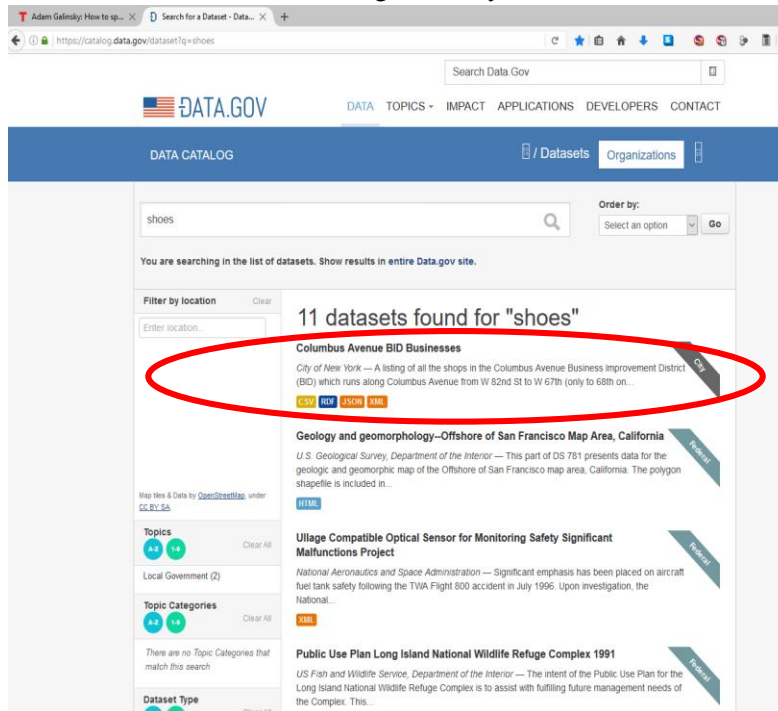 Adam Galinsky: How to sp...
Search for a Dataset - Data...
https://catalog.data.gov/dataset?q=shoes
Search Data.Gov
DATA.GOV
DATA TOPICS IMPACT APPLICATIONS DEVELOPERS CONTACT
DATA CATALOG
/ Datasets Organizations
shoes
Order by:
Select an option Go
You are searching in the list of datasets. Show results in entire Data.gov site.
Filter by location Clear
Enter location...
11 datasets found for "shoes"
Columbus Avenue BID Businesses
City
City of New York — A listing of all the shops in the Columbus Avenue Business Improvement District
(BID) which runs along Columbus Avenue from W 82nd St to W 67th (only to 68th on...
CSV RDF JSON XML
Geology and geomorphology--Offshore of San Francisco Map Area, California
Federal
U.S. Geological Survey, Department of the Interior — This part of DS 781 presents data for the
geologic and geomorphic map of the Offshore of San Francisco map area, California. The polygon
shapefile is included in...
HTML
Map tiles & Data by OpenStreetMap, under
CC BY SA.
Topics
A-Z 1-9 Clear All
Local Government (2)
Topic Categories
A-Z 1-9 Clear All
There are no Topic Categories that
match this search
Dataset Type
Clear All
Ullage Compatible Optical Sensor for Monitoring Safety Significant
Malfunctions Project
Federal
National Aeronautics and Space Administration — Significant emphasis has been placed on aircraft
fuel tank safety following the TWA Flight 800 accident in July 1996. Upon investigation, the
National...
XML
Public Use Plan Long Island National Wildlife Refuge Complex 1991
Federal
US Fish and Wildlife Service, Department of the Interior — The intent of the Public Use Plan for the
Long Island National Wildlife Refuge Complex is to assist with fulfilling future management needs of
the Complex. This...